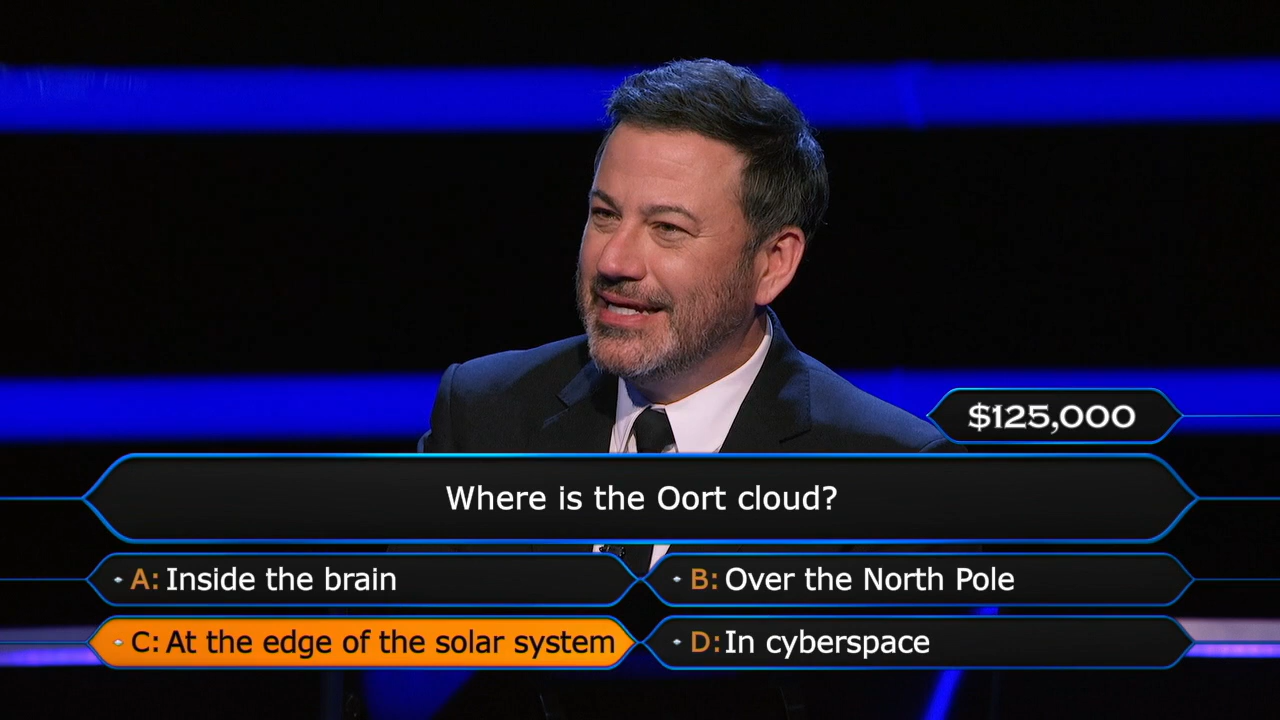 $125,000
Where is the Oort cloud?
A: Inside the brain
B: Over the North Pole
C: At the edge of the solar system
D: In cyberspace